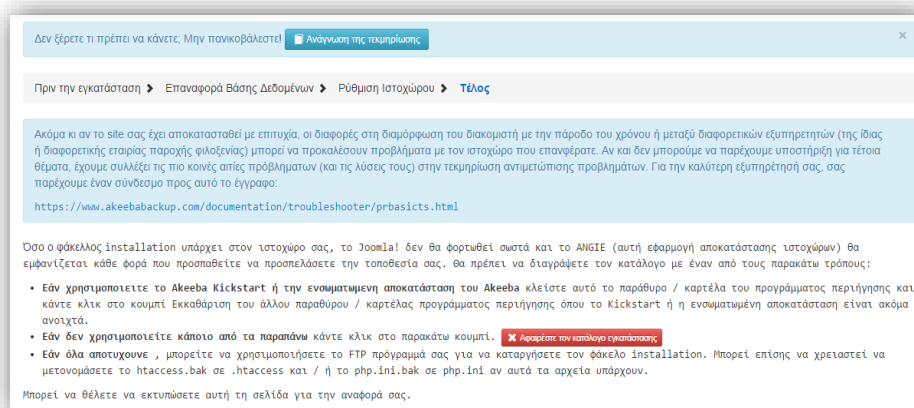 Δεν ξέρετε τι πρέπει να κάνετε; Μην πανικοβάλεστε! Ανάγνωση της τεκμηρίωσης ×
Πριν την εγκατάσταση > Επαναφορά Βάσης Δεδομένων > Ρύθμιση Ιστοχώρου > Τέλος
Ακόμα κι αν το site σας έχει αποκατασταθεί με επιτυχία, οι διαφορές στη διαμόρφωση του διακομιστή με την πάροδο του χρόνου ή μεταξύ διαφορετικών εξυπηρετητών (της ίδιας
ή διαφορετικής εταιρίας παροχής φιλοξενίας) μπορεί να προκαλέσουν προβλήματα με τον ιστοχώρο που επανφέρατε. Αν και δεν μπορούμε να παρέχουμε υποστήριξη για τέτοια
θέματα, έχουμε συλλέξει τις πιο κοινές αιτίες πρόβληματων (και τις λύσεις τους) στην τεκμηρίωση αντιμετώπισης προβλημάτων. Για την καλύτερη εξυπηρέτησή σας, σας
παρέχουμε έναν σύνδεσμο προς αυτό το έγγραφο:
https://www.akeebabackup.com/documentation/troubleshooter/prbasicts.html
Όσο ο φάκελλος installation υπάρχει στον ιστοχώρο σας, το Joomla! δεν θα φορτωθεί σωστά και το ANGIE (αυτή εφαρμογή αποκατάστασης ιστοχώρων) θα
εμφανίζεται κάθε φορά που προσπαθείτε να προσπελάσετε την τοποθεσία σας. Θα πρέπει να διαγράψετε τον κατάλογο με έναν από τους παρακάτω τρόπους:
• Εάν χρησιμοποιειτε το Akeeba Kickstart ή την ενσωματωμενη αποκατάσταση του Akeeba κλείστε αυτό το παράθυρο / καρτέλα του προγράμματος περιήγησης και
κάντε κλικ στο κουμπί Εκκαθάριση του άλλου παραθύρου / καρτέλας προγράμματος περιήγησης όπου το Kickstart ή η ενσωματωμένη αποκατάσταση είναι ακόμα
ανοιχτά.
• Εάν δεν χρησιμοποιείτε κάποιο από τα παραπάνω κάντε κλικ στο παρακάτω κουμπί. ✖ Αφαιρέστε τον κατάλογο εγκατάστασης
• Εάν όλα αποτυχουνε , μπορείτε να χρησιμοποιήσετε το FTP πρόγραμμά σας για να καταργήσετε τον φάκελο installation. Μπορεί επίσης να χρειαστεί να
μετονομάσετε το htaccess.bak σε .htaccess και / ή το php.ini.bak σε php.ini αν αυτά τα αρχεία υπάρχουν.
Μπορεί να θέλετε να εκτυπώσετε αυτή τη σελίδα για την αναφορά σας.